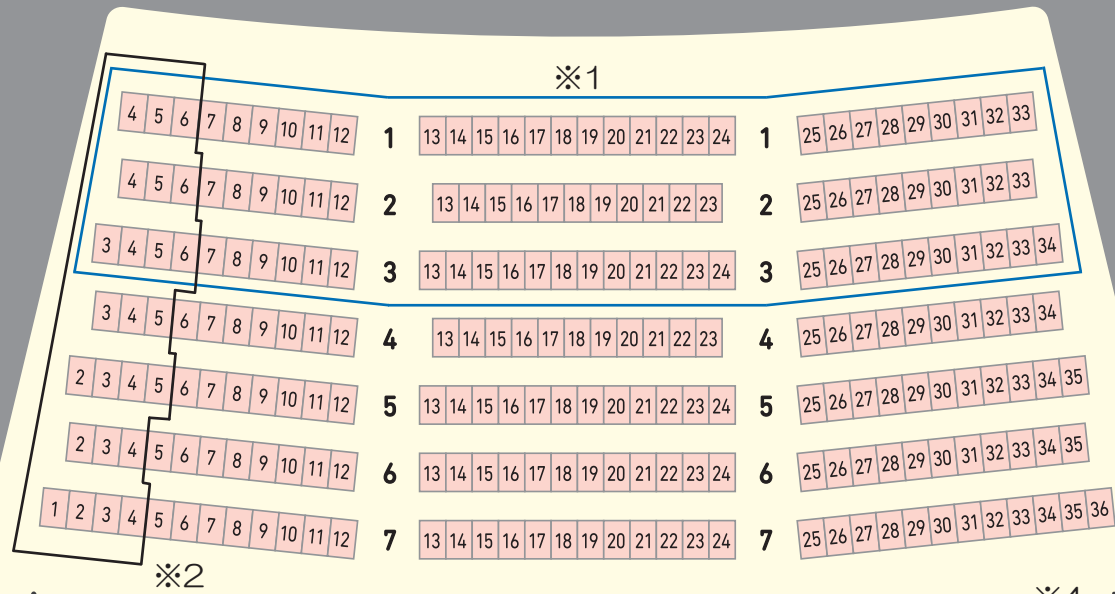 ※1
4 5 6 7 8 9 10 11 12 1 13 14 15 16 17 18 19 20 21 22 23 24 1 25 26 27 28 29 30 31 32 33
4 5 6 7 8 9 10 11 12 2 13 14 15 16 17 18 19 20 21 22 23 2 25 26 27 28 29 30 31 32 33
3 4 5 6 7 8 9 10 11 12 3 13 14 15 16 17 18 19 20 21 22 23 24 3 25 26 27 28 29 30 31 32 33 34
3 4 5 6 7 8 9 10 11 12 4 13 14 15 16 17 18 19 20 21 22 23 4 25 26 27 28 29 30 31 32 33 34
2 3 4 5 6 7 8 9 10 11 12 5 13 14 15 16 17 18 19 20 21 22 23 24 5 25 26 27 28 29 30 31 32 33 34 35
2 3 4 5 6 7 8 9 10 11 12 6 13 14 15 16 17 18 19 20 21 22 23 24 6 25 26 27 28 29 30 31 32 33 34 35
1 2 3 4 5 6 7 8 9 10 11 12 7 13 14 15 16 17 18 19 20 21 22 23 24 7 25 26 27 28 29 30 31 32 33 34 35 36
※2